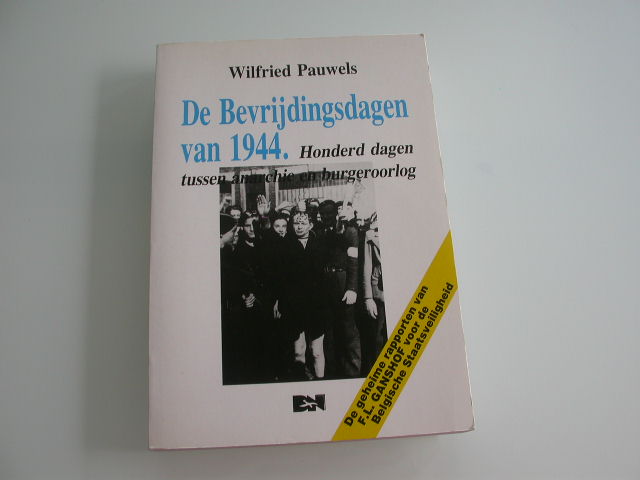 Wilfried Pauwels
De Bevrijdingsdagen
van 1944. Honderd dagen
tussen anarchie en burgeroorlog
De geheime rapporten van
F.L. GANSHOF voor de
Belgische Staatsveiligheid